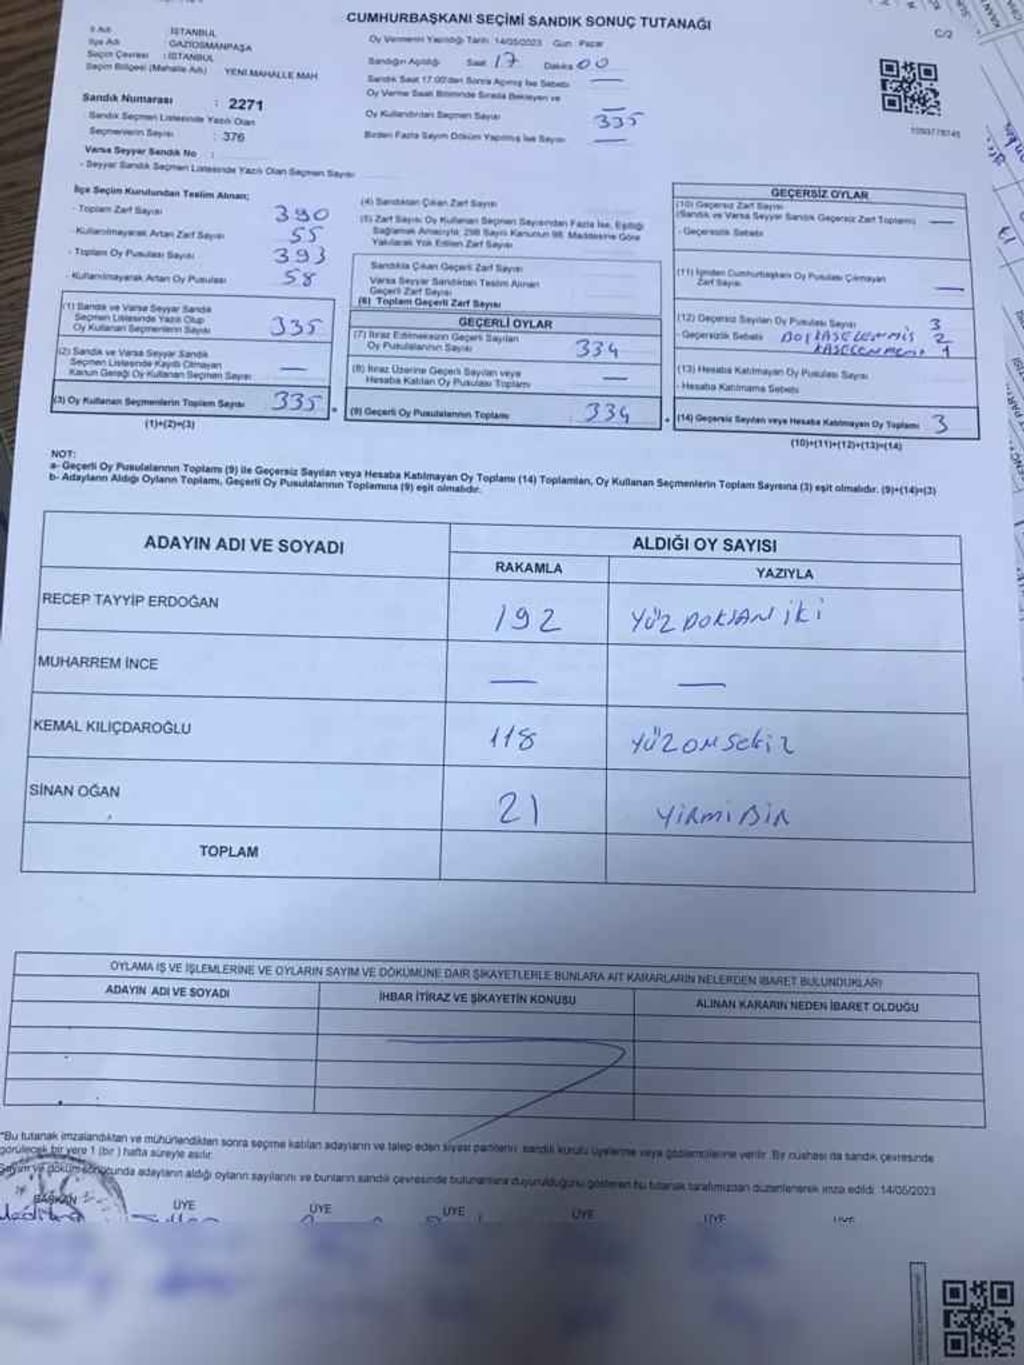 CUMHURBAŞKANI SEÇİMİ SANDIK SONUÇ TUTANAĞI
C/2
İl Adı : İSTANBUL
İlçe Adı : GAZİOSMANPAŞA
Seçim Çevresi : İSTANBUL
Seçim Bölgesi (Mahalle Adı) YENİ MAHALLE MAH
Sandık Numarası : 2271
Sandık Seçmen Listesinde Yazılı Olan
Seçmenlerin Sayısı : 376
Varsa Seyyar Sandık No :
- Seyyar Sandık Seçmen Listesinde Yazılı Olan Seçmen Sayısı
Oy Vermenin Yapıldığı Tarih: 14/05/2023 Gün : Pazar
Sandığın Açıldığı Saat 17 Dakika 00
Sandık Saat 17:00'den Sonra Açılmış İse Sebebi —
Oy Verme Saati Bitiminde Sırada Bekleyen ve
Oy Kullandırılan Seçmen Sayısı 335
Birden Fazla Sayım Döküm Yapılmış İse Sayısı —
İlçe Seçim Kurulundan Teslim Alınan;
- Toplam Zarf Sayısı 390
- Kullanılmayarak Artan Zarf Sayısı 55
- Toplam Oy Pusulası Sayısı 393
- Kullanılmayarak Artan Oy Pusulası 58
(1) Sandık ve Varsa Seyyar Sandık
Seçmen Listesinde Yazılı Olup
Oy Kullanan Seçmenlerin Sayısı 335
(2) Sandık ve Varsa Seyyar Sandık
Seçmen Listesinde Kayıtlı Olmayan
Kanun Gereği Oy Kullanan Seçmen Sayısı —
(3) Oy Kullanan Seçmenlerin Toplam Sayısı 335
(1)+(2)=(3)
(4) Sandıktan Çıkan Zarf Sayısı
(5) Zarf Sayısı Oy Kullanan Seçmen Sayısından Fazla İse, Eşitliği
Sağlamak Amacıyla; 298 Sayılı Kanunun 98. Maddesine Göre
Yakılarak Yok Edilen Zarf Sayısı
Sandıkta Çıkan Geçerli Zarf Sayısı
Varsa Seyyar Sandıktan Teslim Alınan
Geçerli Zarf Sayısı
(6) Toplam Geçerli Zarf Sayısı
GEÇERLİ OYLAR
(7) İtiraz Edilmeksizin Geçerli Sayılan
Oy Pusulalarının Sayısı 334
(8) İtiraz Üzerine Geçerli Sayılan veya
Hesaba Katılan Oy Pusulası Toplamı —
(9) Geçerli Oy Pusulalarının Toplamı 334
GEÇERSİZ OYLAR
(10) Geçersiz Zarf Sayısı
(Sandık ve Varsa Seyyar Sandık Geçersiz Zarf Toplamı) —
- Geçersizlik Sebebi
(11) İçinden Cumhurbaşkanı Oy Pusulası Çıkmayan
Zarf Sayısı —
(12) Geçersiz Sayılan Oy Pusulası Sayısı 3
- Geçersizlik Sebebi 2
1
(13) Hesaba Katılmayan Oy Pusulası Sayısı
- Hesaba Katılmama Sebebi
(14) Geçersiz Sayılan veya Hesaba Katılmayan Oy Toplamı 3
(10)+(11)+(12)+(13)=(14)
NOT:
a- Geçerli Oy Pusulalarının Toplamı (9) ile Geçersiz Sayılan veya Hesaba Katılmayan Oy Toplamı (14) Toplamları, Oy Kullanan Seçmenlerin Toplam Sayısına (3) eşit olmalıdır. (9)+(14)=(3)
b- Adayların Aldığı Oyların Toplamı, Geçerli Oy Pusulalarının Toplamına (9) eşit olmalıdır.
ADAYIN ADI VE SOYADI
ALDIĞI OY SAYISI
RAKAMLA YAZIYLA
RECEP TAYYİP ERDOĞAN 192 YÜZ DOKSAN İKİ
MUHARREM İNCE — —
KEMAL KILIÇDAROĞLU 118 YÜZ ON SEKİZ
SİNAN OĞAN 21 YİRMİ BİR
TOPLAM
OYLAMA İŞ VE İŞLEMLERİNE VE OYLARIN SAYIM VE DÖKÜMÜNE DAİR ŞİKAYETLERLE BUNLARA AİT KARARLARIN NELERDEN İBARET BULUNDUKLARI
ADAYIN ADI VE SOYADI İHBAR İTİRAZ VE ŞİKAYETİN KONUSU ALINAN KARARIN NEDEN İBARET OLDUĞU
*Bu tutanak imzalandıktan ve mühürlendikten sonra seçime katılan adayların ve talep eden siyasi partilerin sandık kurulu üyelerine veya gözlemcilerine verilir. Bir nüshası da sandık çevresinde
görülecek bir yere 1 (bir) hafta süreyle asılır.
Sayım ve döküm sonucunda adayların aldığı oyların sayılarını ve bunların sandık çevresinde bulunanlara duyurulduğunu gösteren bu tutanak tarafımızdan düzenlenerek imza edildi. 14/05/2023
BAŞKAN ÜYE ÜYE ÜYE ÜYE ÜYE ÜYE